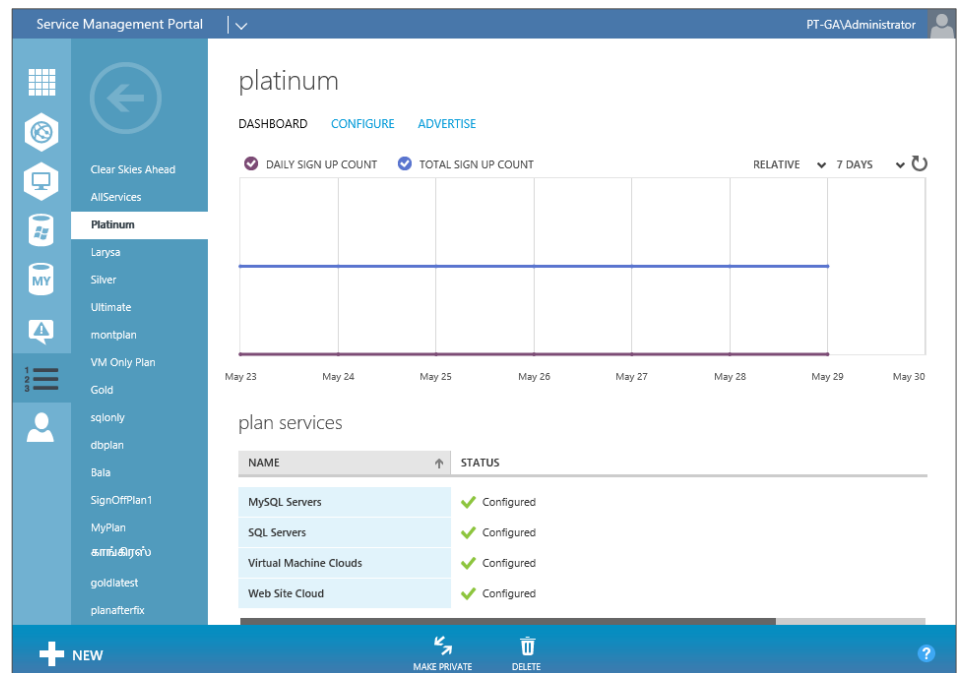 Service Management Portal
PT-GA\Administrator
MY
1
2
3
Clear Skies Ahead
AllServices
Platinum
Larysa
Silver
Ultimate
montplan
VM Only Plan
Gold
sqlonly
dbplan
Bala
SignOffPlan1
MyPlan
காங்கிரஸ்
goldlatest
planafterfix
platinum
DASHBOARD CONFIGURE ADVERTISE
DAILY SIGN UP COUNT TOTAL SIGN UP COUNT RELATIVE 7 DAYS
May 23 May 24 May 25 May 26 May 27 May 28 May 29 May 30
plan services
NAME STATUS
MySQL Servers Configured
SQL Servers Configured
Virtual Machine Clouds Configured
Web Site Cloud Configured
NEW
MAKE PRIVATE
DELETE
?